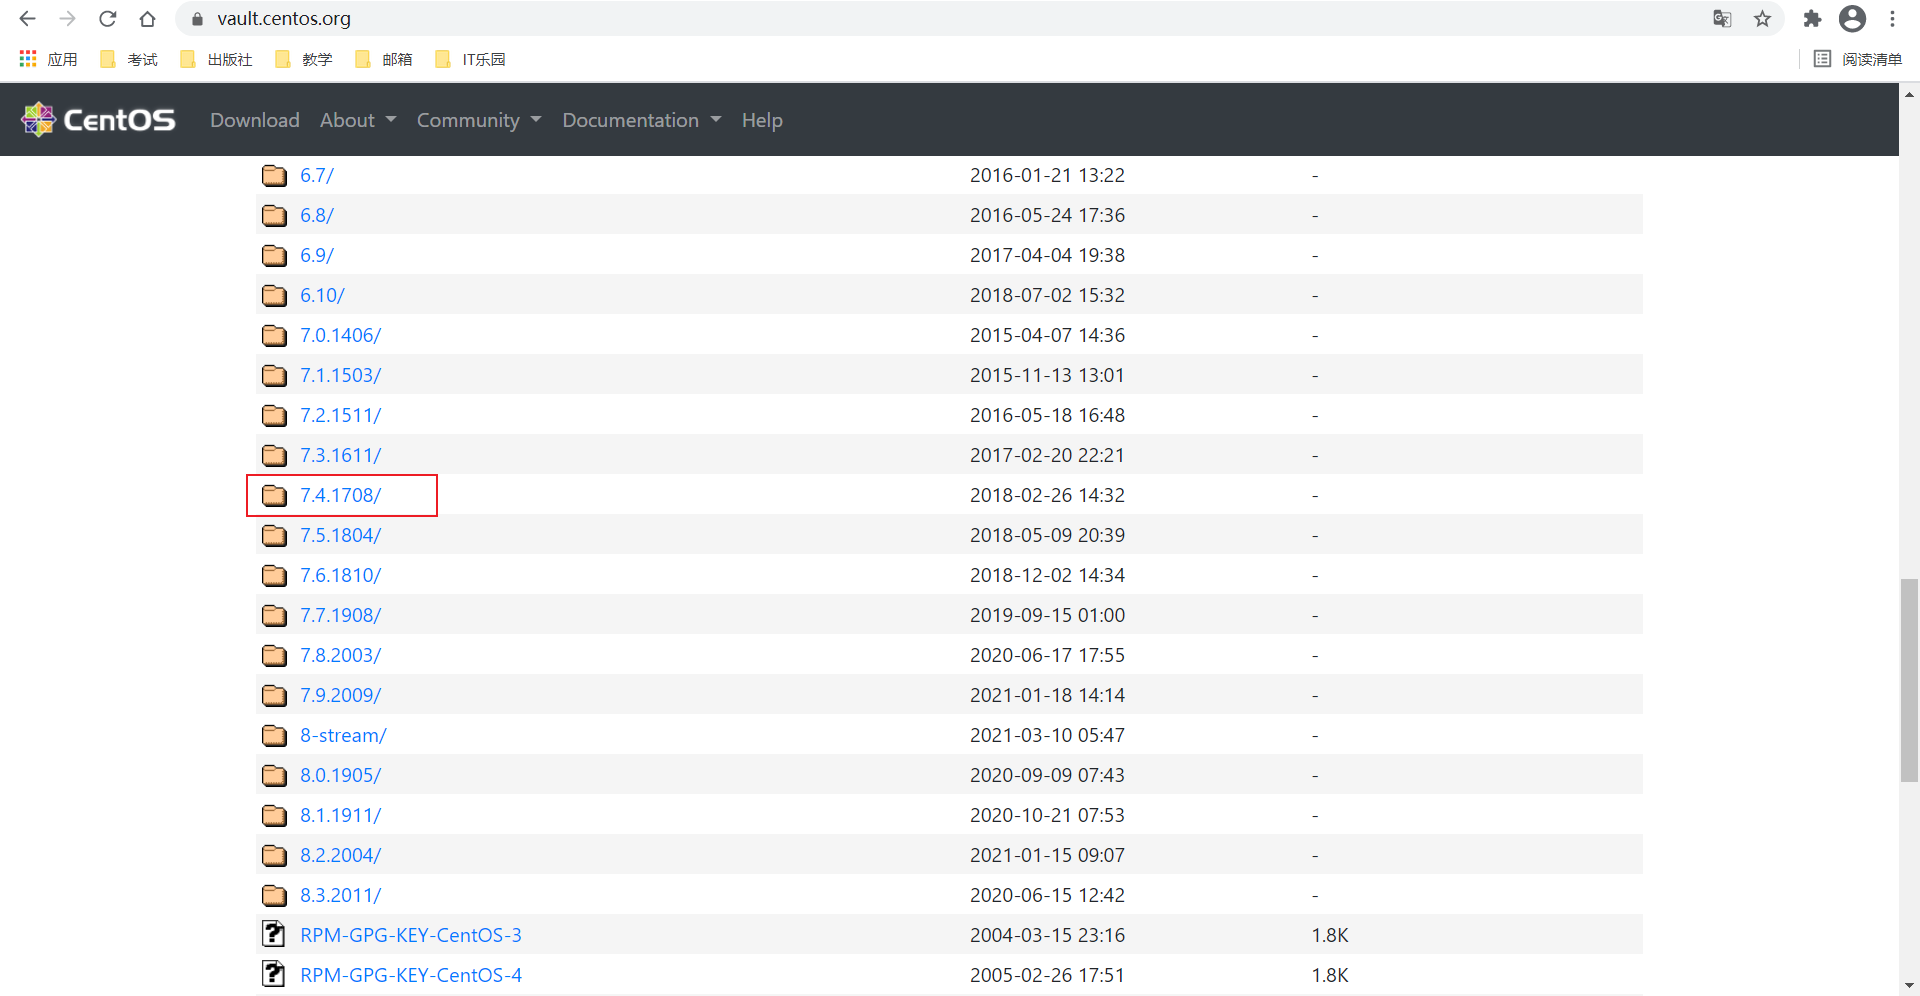 vault.centos.org
应用 考试 出版社 教学 邮箱 IT乐园 阅读清单
CentOS Download About Community Documentation Help
6.7/ 2016-01-21 13:22 -
6.8/ 2016-05-24 17:36 -
6.9/ 2017-04-04 19:38 -
6.10/ 2018-07-02 15:32 -
7.0.1406/ 2015-04-07 14:36 -
7.1.1503/ 2015-11-13 13:01 -
7.2.1511/ 2016-05-18 16:48 -
7.3.1611/ 2017-02-20 22:21 -
7.4.1708/ 2018-02-26 14:32 -
7.5.1804/ 2018-05-09 20:39 -
7.6.1810/ 2018-12-02 14:34 -
7.7.1908/ 2019-09-15 01:00 -
7.8.2003/ 2020-06-17 17:55 -
7.9.2009/ 2021-01-18 14:14 -
8-stream/ 2021-03-10 05:47 -
8.0.1905/ 2020-09-09 07:43 -
8.1.1911/ 2020-10-21 07:53 -
8.2.2004/ 2021-01-15 09:07 -
8.3.2011/ 2020-06-15 12:42 -
RPM-GPG-KEY-CentOS-3 2004-03-15 23:16 1.8K
RPM-GPG-KEY-CentOS-4 2005-02-26 17:51 1.8K